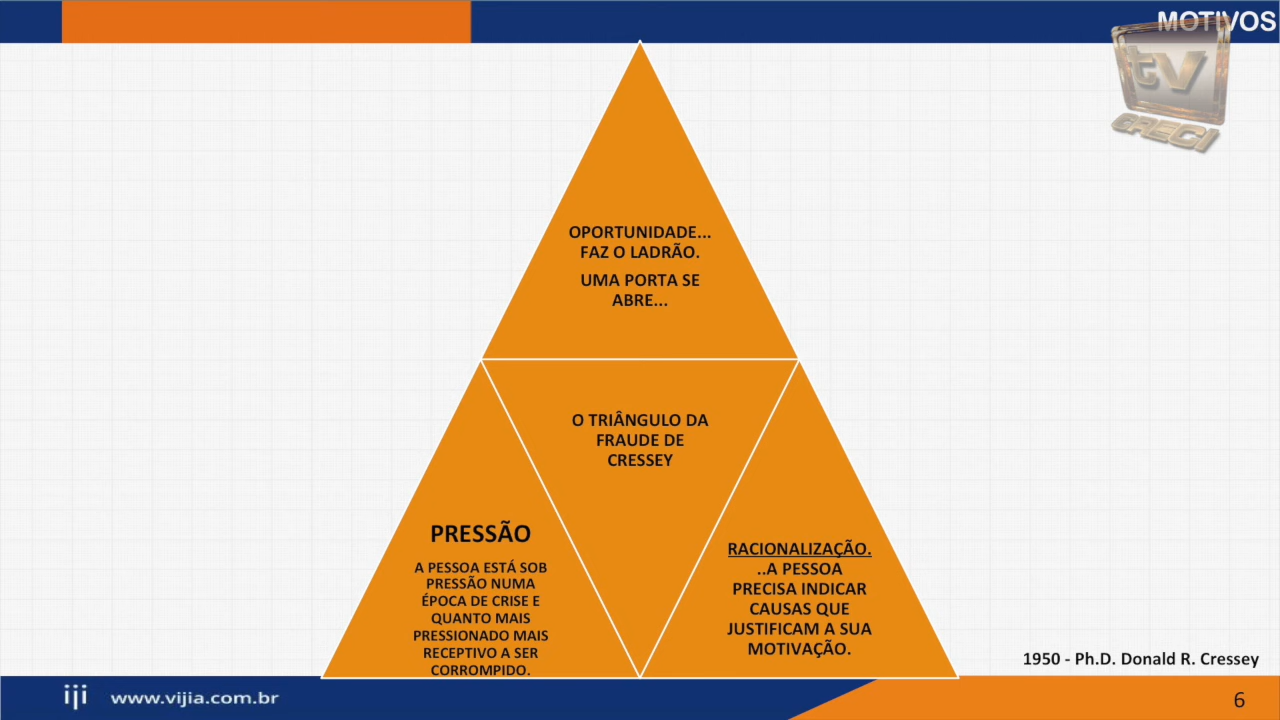 MOTIVOS
tv
CRECI
OPORTUNIDADE...
FAZ O LADRÃO.
UMA PORTA SE
ABRE...
O TRIÂNGULO DA
FRAUDE DE
CRESSEY
PRESSÃO
A PESSOA ESTÁ SOB
PRESSÃO NUMA
ÉPOCA DE CRISE E
QUANTO MAIS
PRESSIONADO MAIS
RECEPTIVO A SER
CORROMPIDO.
RACIONALIZAÇÃO.
..A PESSOA
PRECISA INDICAR
CAUSAS QUE
JUSTIFICAM A SUA
MOTIVAÇÃO.
1950 - Ph.D. Donald R. Cressey
iji www.vijia.com.br
6